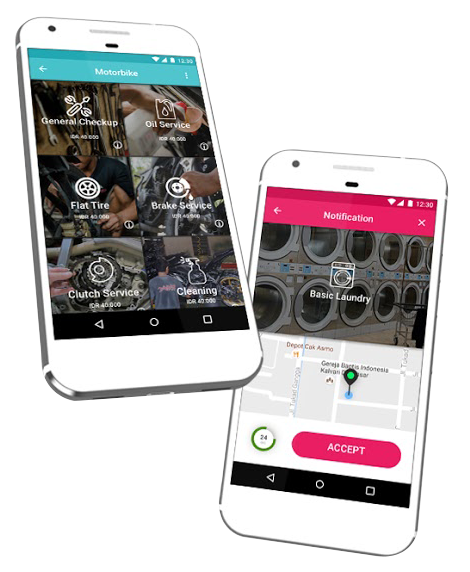 12:30
Motorbike
General Checkup
IDR 40.000
Oil Service
IDR 40.000
Flat Tire
IDR 40.000
Brake Service
IDR 40.000
Clutch Service
IDR 40.000
Cleaning
IDR 40.000
12:30
Notification
Basic Laundry
Depot Cak Asmo
Gereja Baptis Indonesia
Jl. Tukad
24
ACCEPT